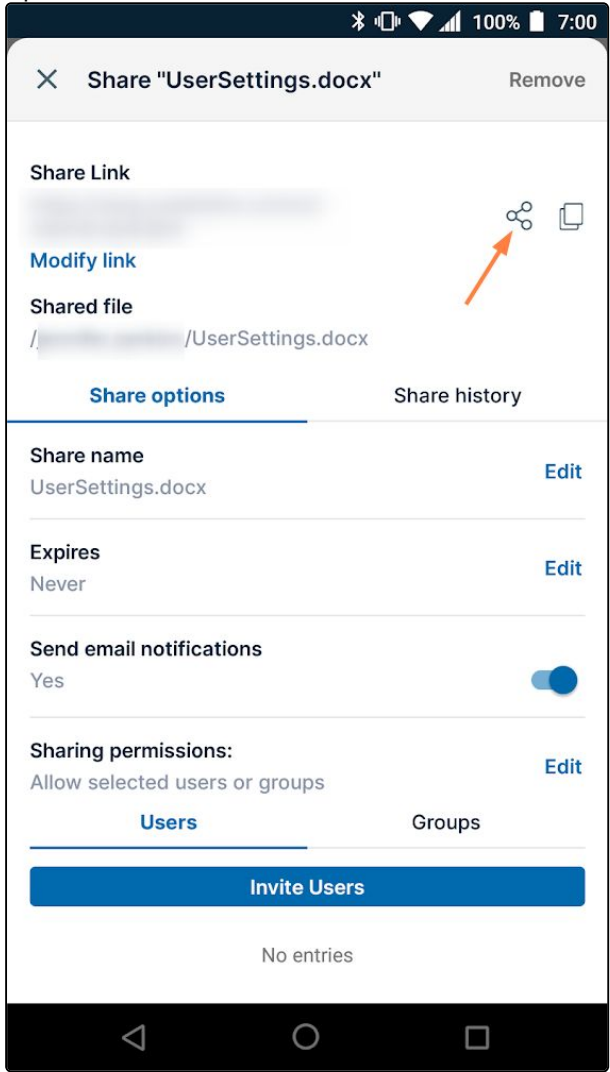 100% 7:00
Share "UserSettings.docx" Remove
Share Link
Modify link
Shared file
/ /UserSettings.docx
Share options Share history
Share name
Edit
UserSettings.docx
Expires
Edit
Never
Send email notifications
Yes
Sharing permissions:
Edit
Allow selected users or groups
Users Groups
Invite Users
No entries